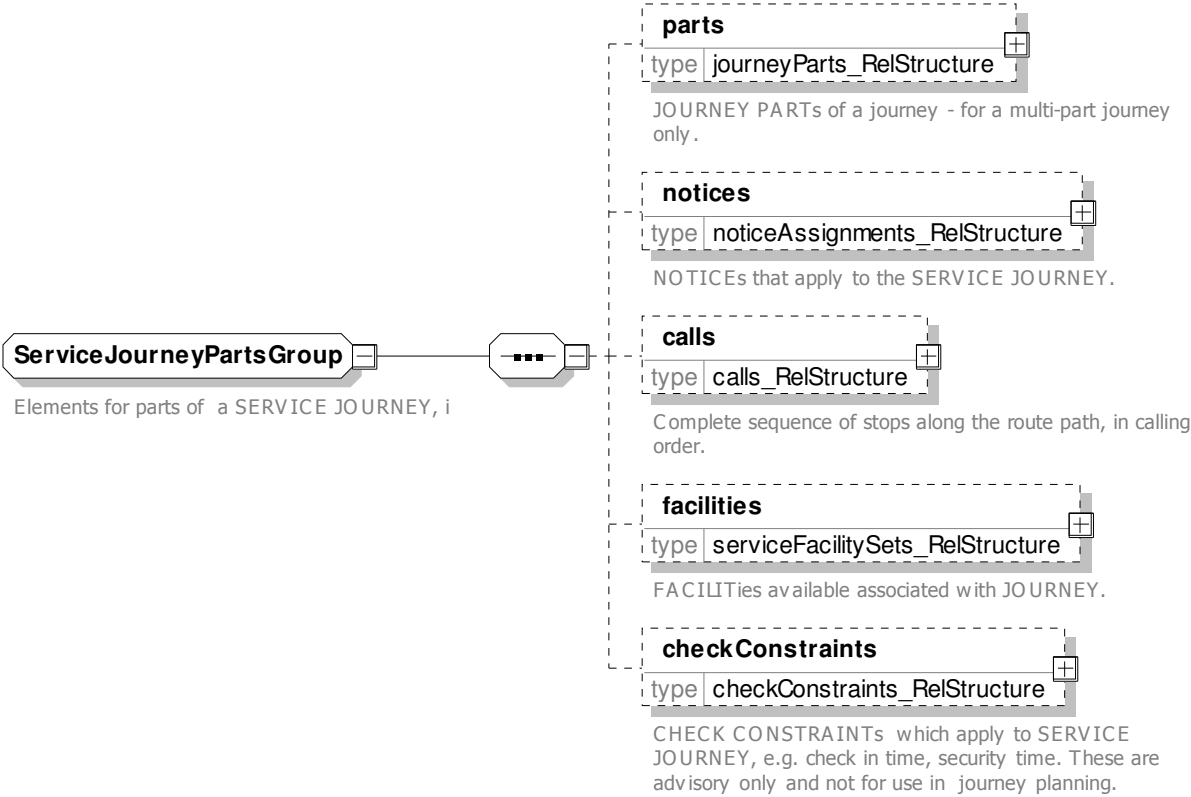 parts
type journeyParts_RelStructure
JOURNEY PARTs of a journey - for a multi-part journey
only.
notices
type noticeAssignments_RelStructure
NOTICEs that apply to the SERVICE JOURNEY.
ServiceJourneyPartsGroup
Elements for parts of a SERVICE JOURNEY, i
calls
type calls_RelStructure
Complete sequence of stops along the route path, in calling
order.
facilities
type serviceFacilitySets_RelStructure
FACILITies available associated with JOURNEY.
checkConstraints
type checkConstraints_RelStructure
CHECK CONSTRAINTs which apply to SERVICE
JOURNEY, e.g. check in time, security time. These are
advisory only and not for use in journey planning.